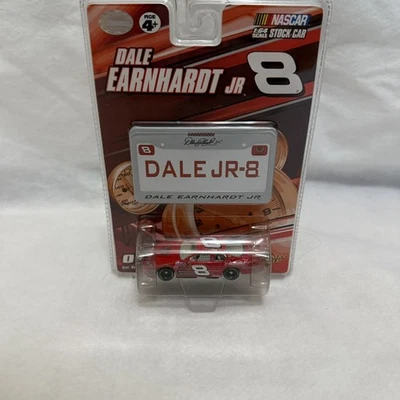 AGE
4+
NASCAR
1:64 SCALE STOCK CAR
DALE
EARNHARDT JR
8
8
DALE JR-8
DALE EARNHARDT JR
8